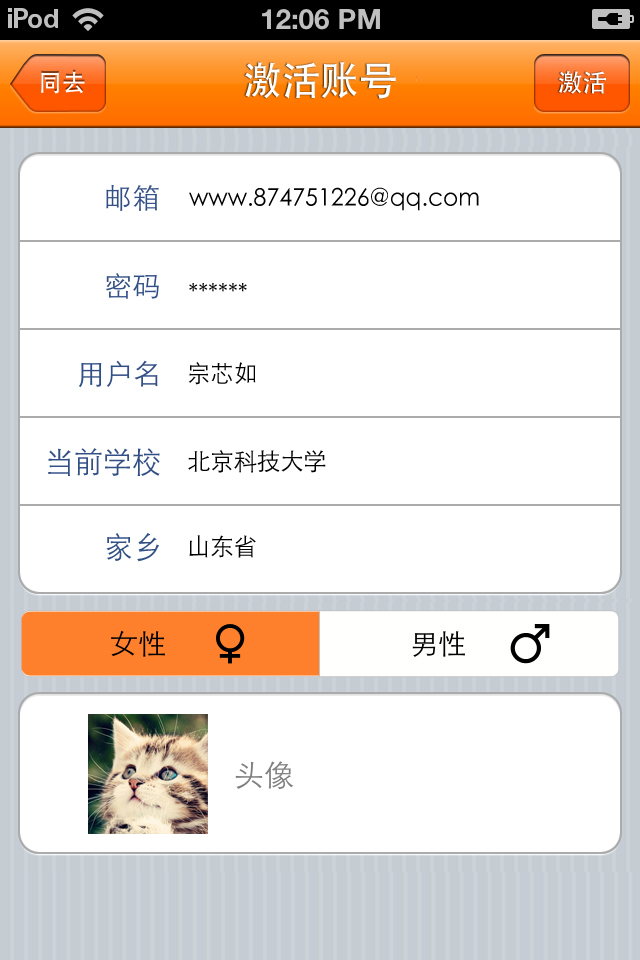 iPod 12:06 PM
同去 激活账号 激活
邮箱 www.874751226@qq.com
密码 ******
用户名 宗芯如
当前学校 北京科技大学
家乡 山东省
女性 ♀ 男性 ♂
头像